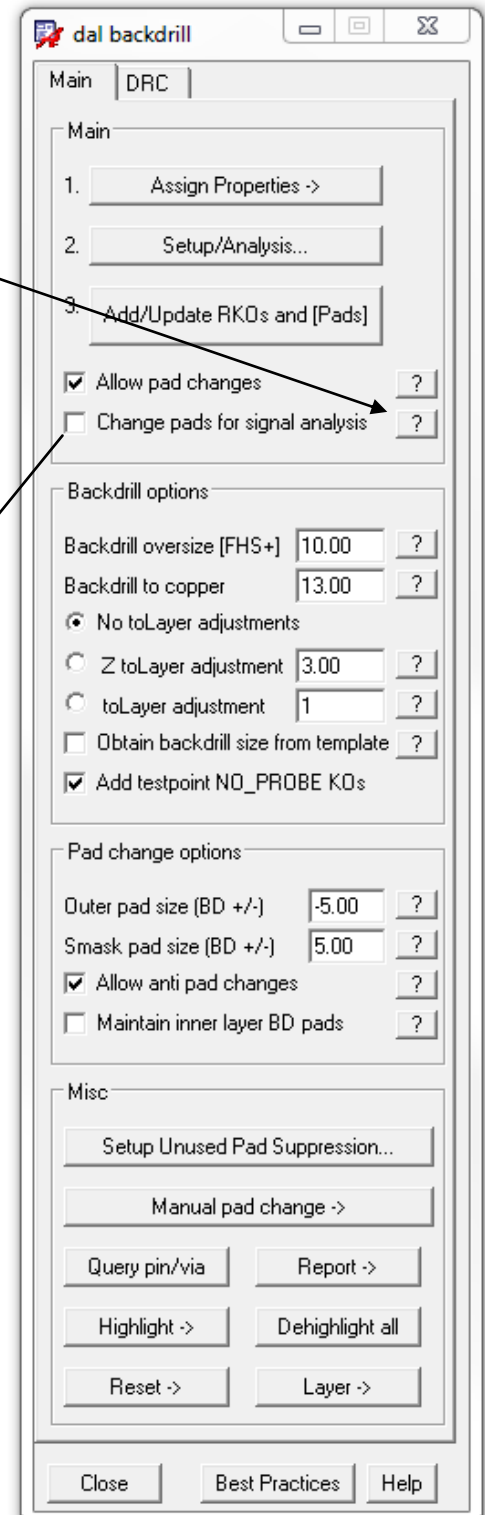 dal backdrill
Main DRC
Main
1. Assign Properties ->
2. Setup/Analysis...
3. Add/Update RKOs and [Pads]
Allow pad changes ?
Change pads for signal analysis ?
Backdrill options
Backdrill oversize [FHS+] 10.00 ?
Backdrill to copper 13.00 ?
No toLayer adjustments
Z toLayer adjustment 3.00 ?
toLayer adjustment 1 ?
Obtain backdrill size from template ?
Add testpoint NO_PROBE KOs
Pad change options
Outer pad size (BD +/-) -5.00 ?
Smask pad size (BD +/-) 5.00 ?
Allow anti pad changes ?
Maintain inner layer BD pads ?
Misc
Setup Unused Pad Suppression...
Manual pad change ->
Query pin/via Report ->
Highlight -> Dehighlight all
Reset -> Layer ->
Close Best Practices Help